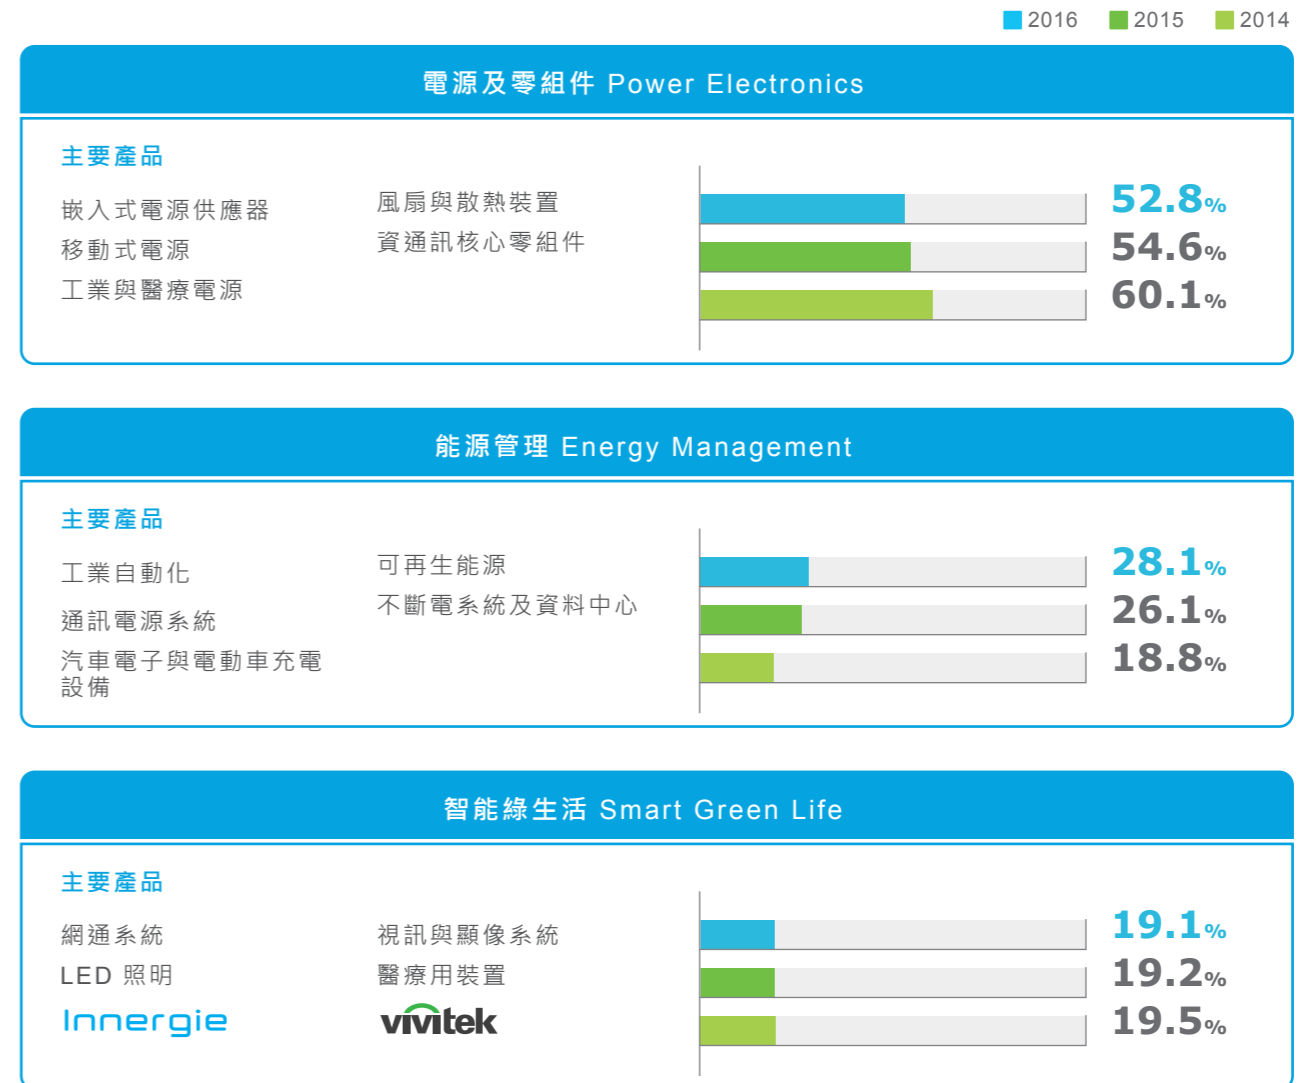 2016 2015 2014
電源及零組件 Power Electronics
主要產品
嵌入式電源供應器
移動式電源
工業與醫療電源
風扇與散熱裝置
資通訊核心零組件
52.8%
54.6%
60.1%
能源管理 Energy Management
主要產品
工業自動化
通訊電源系統
汽車電子與電動車充電
設備
可再生能源
不斷電系統及資料中心
28.1%
26.1%
18.8%
智能綠生活 Smart Green Life
主要產品
網通系統
LED 照明
Innergie
視訊與顯像系統
醫療用裝置
vivitek
19.1%
19.2%
19.5%